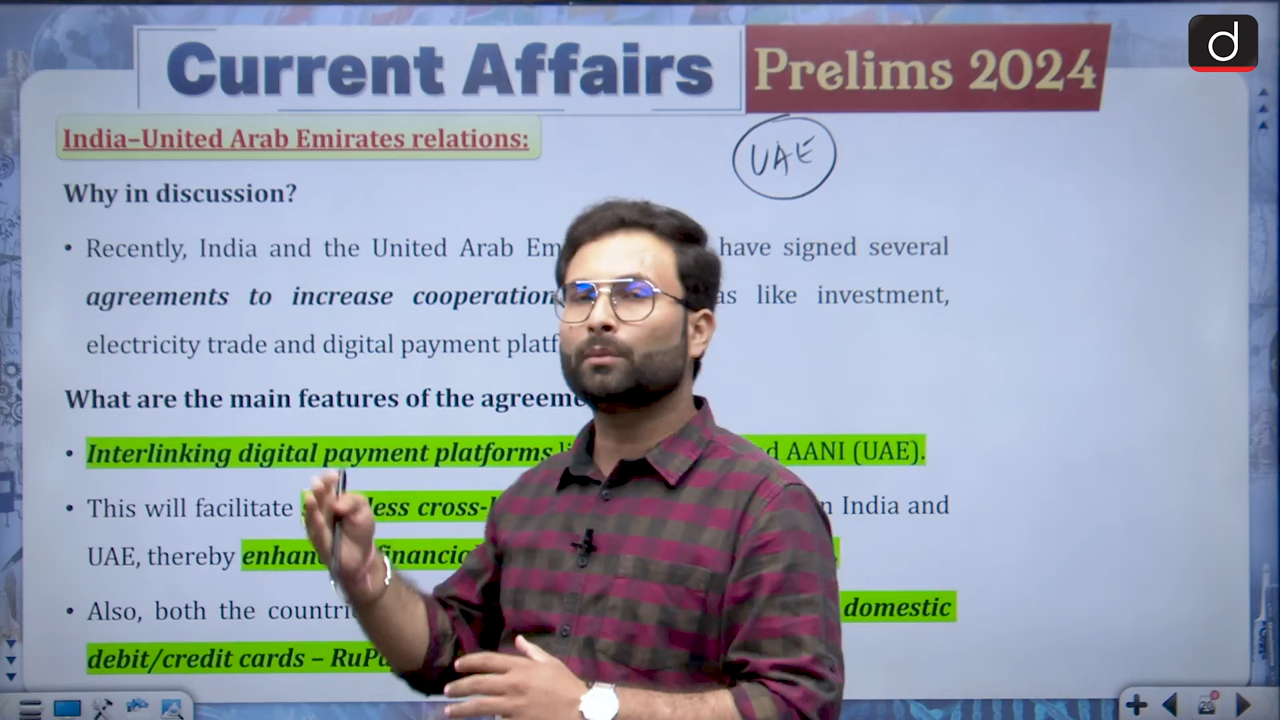 Current Affairs Prelims 2024
d
India–United Arab Emirates relations:
UAE
Why in discussion?
• Recently, India and the United Arab Em have signed several
agreements to increase cooperation as like investment,
electricity trade and digital payment platf
What are the main features of the agreeme
• Interlinking digital payment platforms AANI (UAE).
• This will facilitate less cross- India and
UAE, thereby enhan financial
• Also, both the countri domestic
debit/credit cards – RuPa